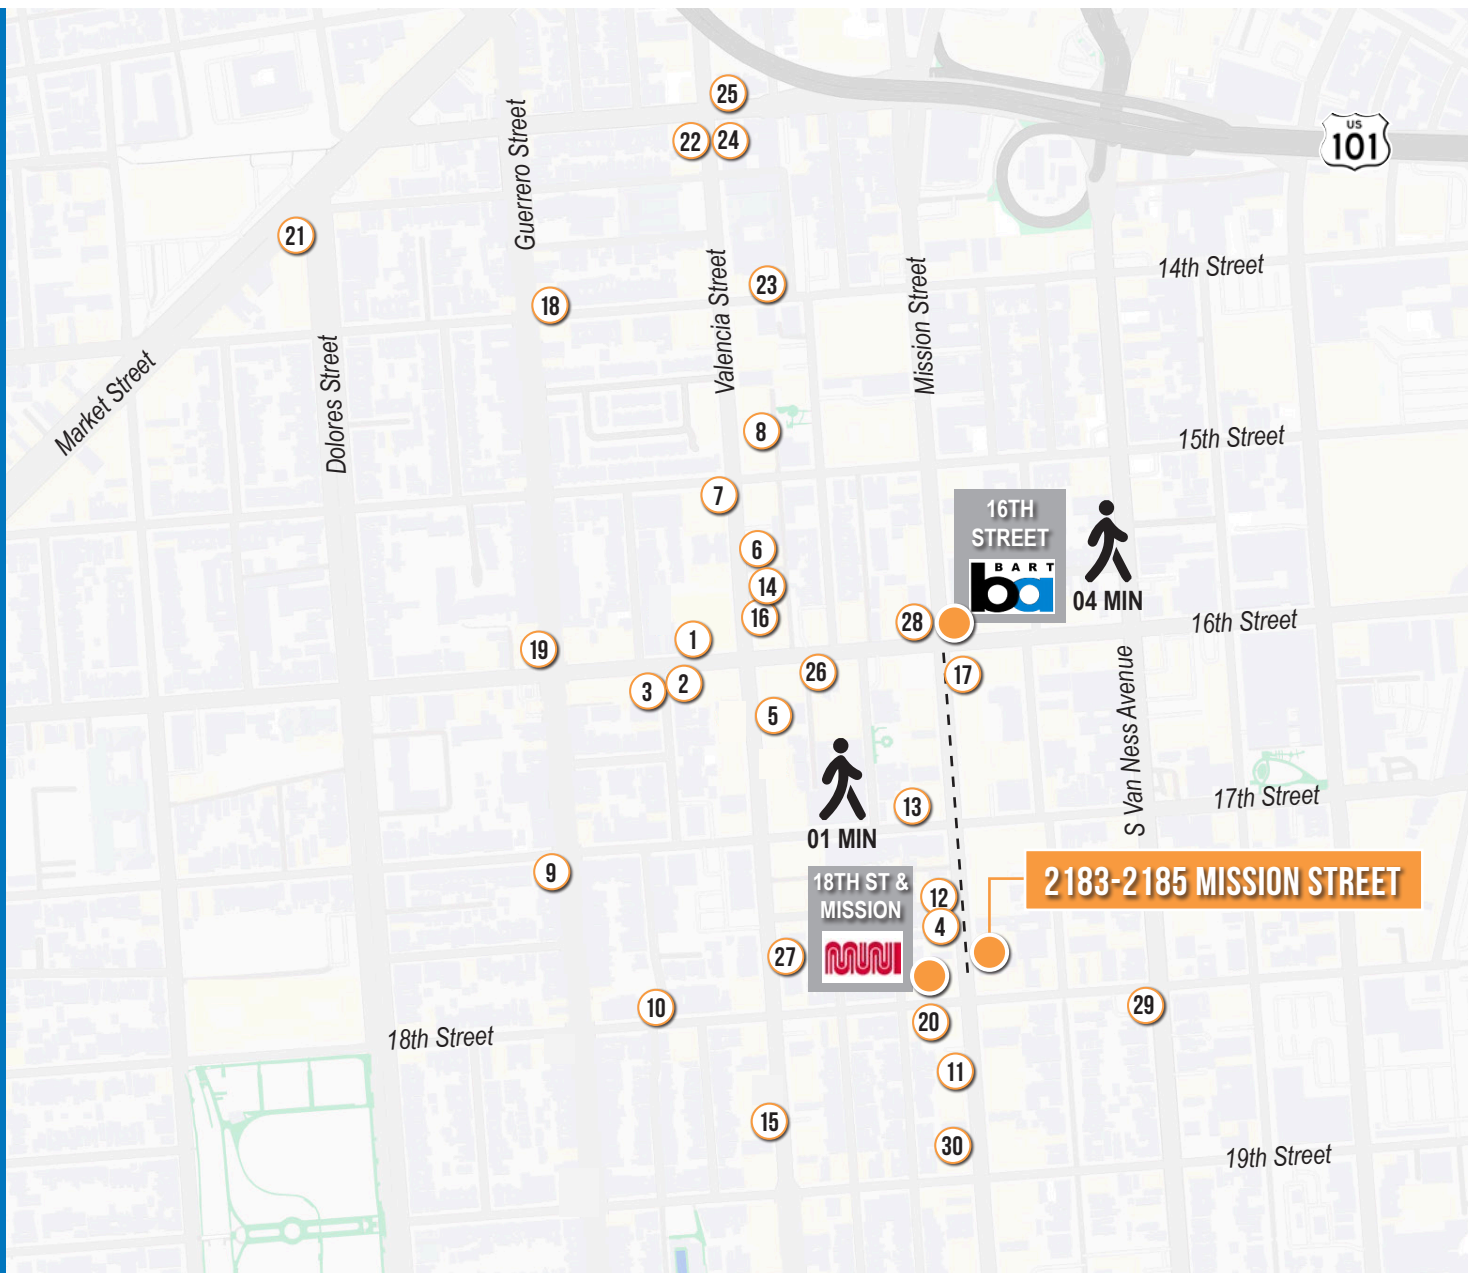 25
22
24
US
101
Guerrero Street
21
14th Street
23
18
Valencia Street
Mission Street
Market Street
Dolores Street
8
15th Street
7
16TH
STREET
BART
ba
04 MIN
6
14
16
28
16th Street
1
19
26
17
2
3
5
S Van Ness Avenue
17th Street
13
01 MIN
9
18TH ST &
MISSION
MUNI
12
4
2183-2185 MISSION STREET
27
10
29
20
18th Street
11
15
30
19th Street